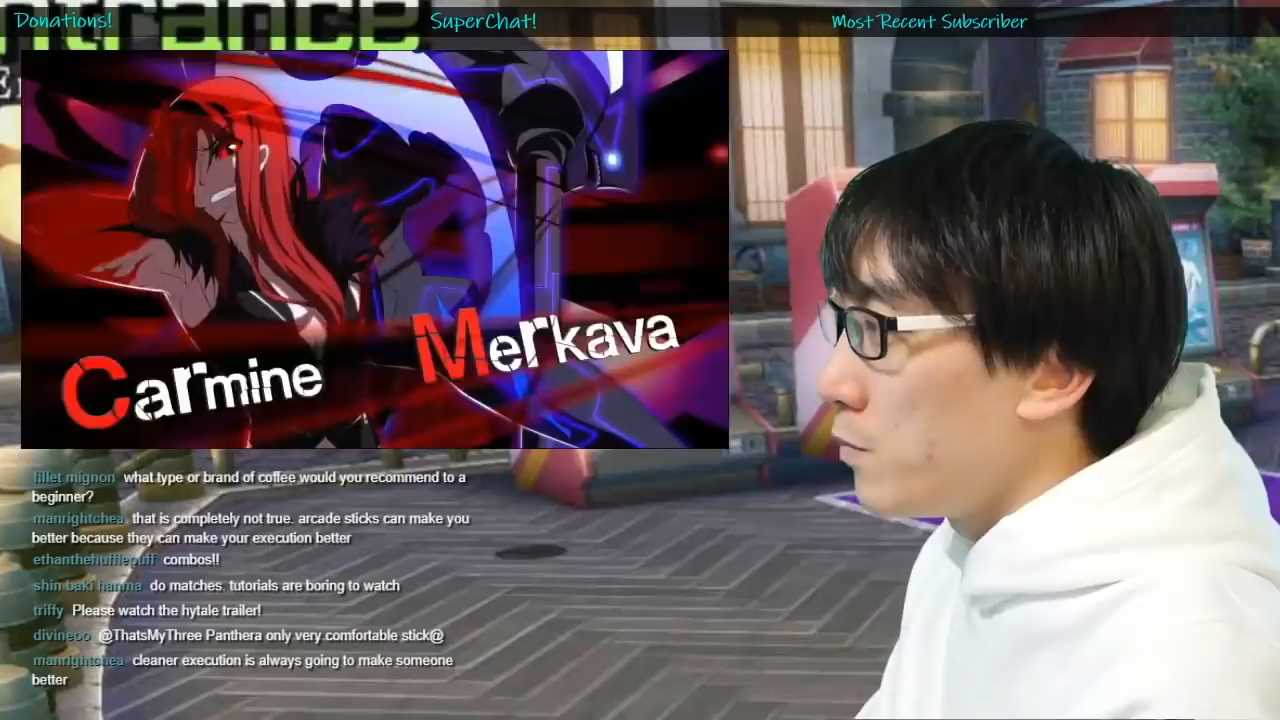 Donations!
SuperChat!
Most Recent Subscriber
ntrance
Carmine
Merkava
fillet mignon what type or brand of coffee would you recommend to a
beginner?
manrightchea that is completely not true. arcade sticks can make you
better because they can make your execution better
ethanthehufflepuff combos!!
shin baki hanma do matches. tutorials are boring to watch
triffy Please watch the hytale trailer!
divineoo @ThatsMyThree Panthera only very comfortable stick@
manrightchea cleaner execution is always going to make someone
better